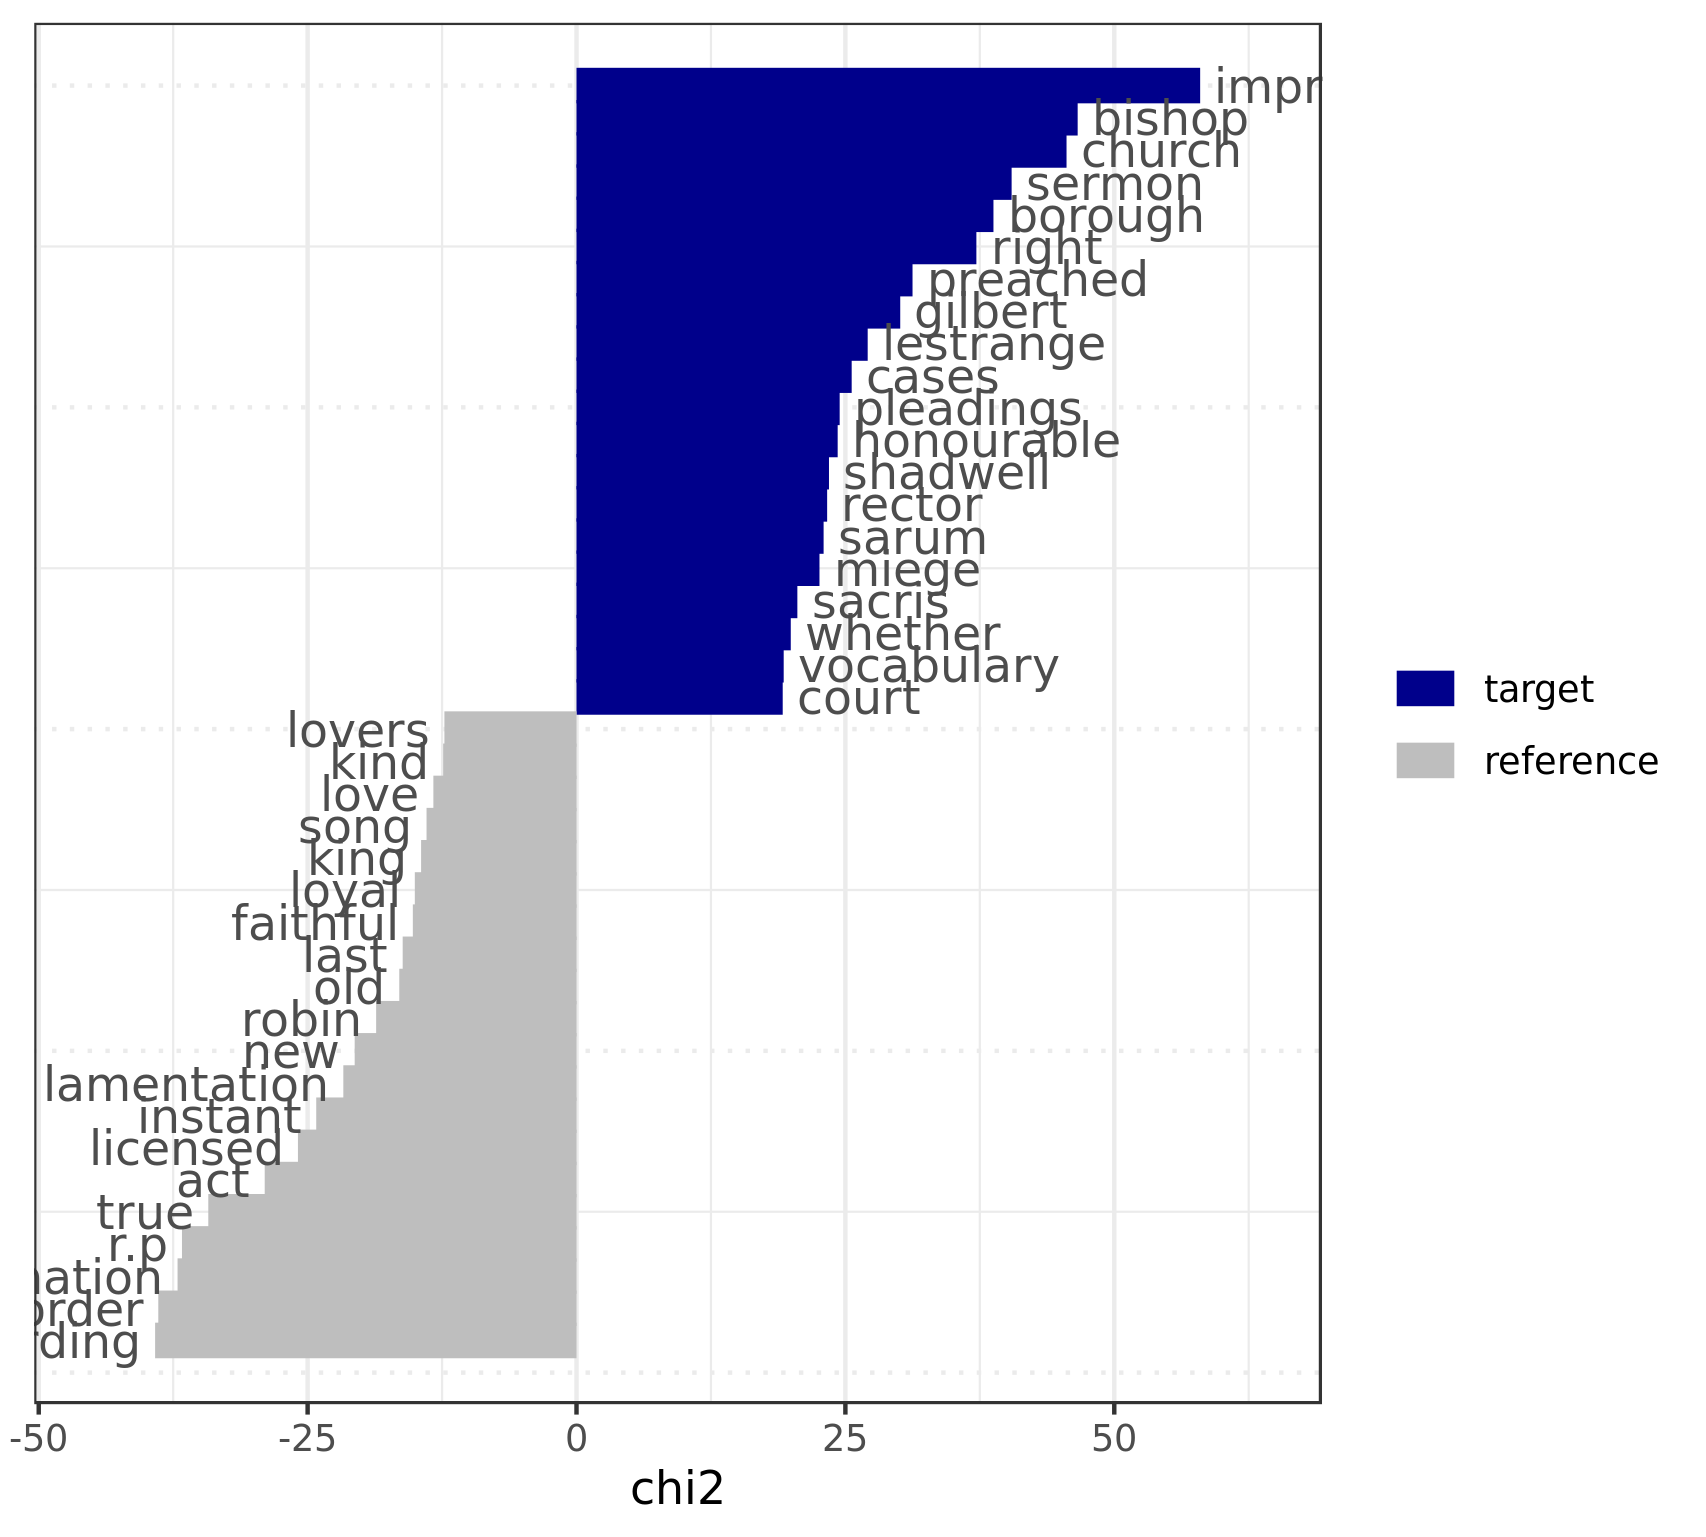 impr
bishop
church
sermon
borough
right
preached
gilbert
lestrange
cases
pleadings
honourable
shadwell
rector
sarum
miege
sacris
whether
vocabulary
court
lovers
kind
love
song
king
loyal
faithful
last
old
robin
new
lamentation
instant
licensed
act
true
r.p
nation
order
rding
target
reference
-50 -25 0 25 50
chi2